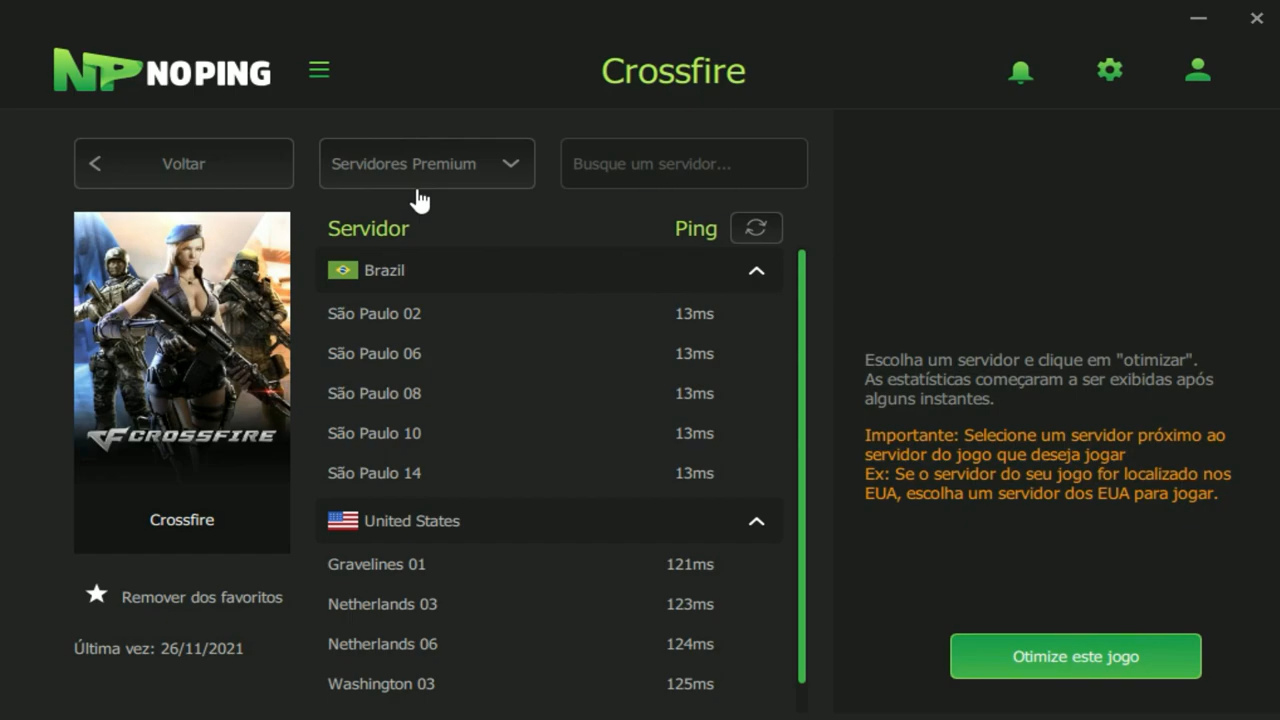 NP NOPING
Crossfire
Voltar
Servidores Premium
Busque um servidor...
Servidor Ping
Brazil
São Paulo 02 13ms
São Paulo 06 13ms
São Paulo 08 13ms
São Paulo 10 13ms
São Paulo 14 13ms
United States
Gravelines 01 121ms
Netherlands 03 123ms
Netherlands 06 124ms
Washington 03 125ms
CF CROSSFIRE
Crossfire
Remover dos favoritos
Última vez: 26/11/2021
Escolha um servidor e clique em "otimizar".
As estatísticas começaram a ser exibidas após
alguns instantes.
Importante: Selecione um servidor próximo ao
servidor do jogo que deseja jogar
Ex: Se o servidor do seu jogo for localizado nos
EUA, escolha um servidor dos EUA para jogar.
Otimize este jogo